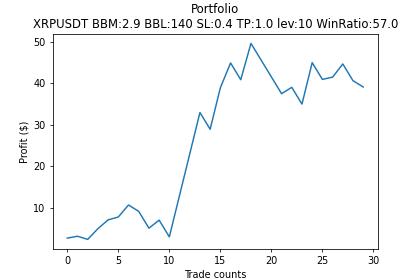 Portfolio
XRPUSDT BBM:2.9 BBL:140 SL:0.4 TP:1.0 lev:10 WinRatio:57.0
50
40
30
20
10
Profit ($)
0 5 10 15 20 25 30
Trade counts